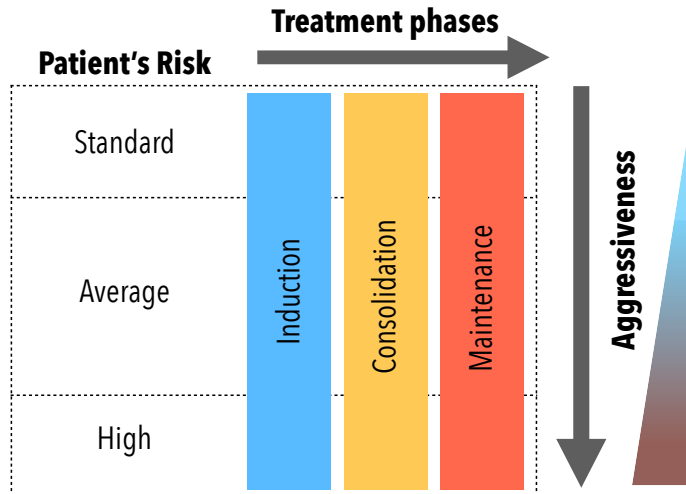 Treatment phases
Patient's Risk
Standard
Average
High
Induction
Consolidation
Maintenance
Aggressiveness